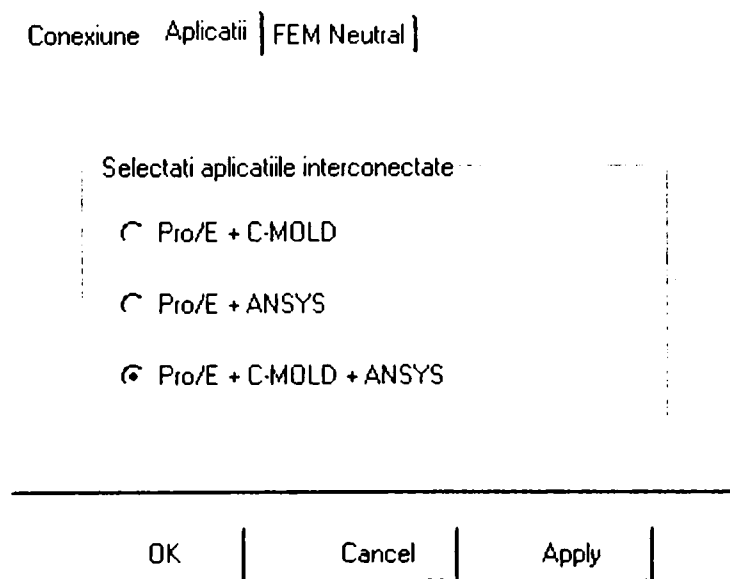 Conexiune Aplicatii FEM Neutral
Selectati aplicatiile interconectate
Pro/E + C-MOLD
Pro/E + ANSYS
Pro/E + C-MOLD + ANSYS
OK Cancel Apply